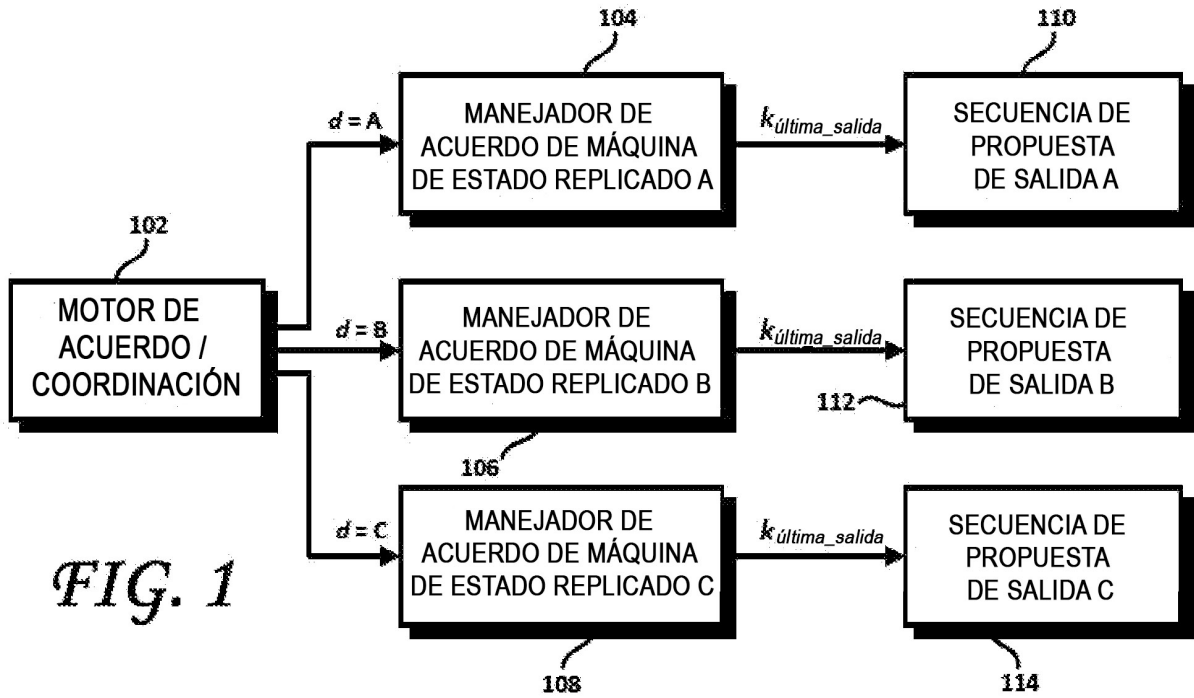 104
110
MANEJADOR DE
ACUERDO DE MÁQUINA
DE ESTADO REPLICADO A
d = A
k última_salida
SECUENCIA DE
PROPUESTA
DE SALIDA A
102
MOTOR DE
ACUERDO /
COORDINACIÓN
d = B
MANEJADOR DE
ACUERDO DE MÁQUINA
DE ESTADO REPLICADO B
k última_salida
SECUENCIA DE
PROPUESTA
DE SALIDA B
106
112
d = C
MANEJADOR DE
ACUERDO DE MÁQUINA
DE ESTADO REPLICADO C
k última_salida
SECUENCIA DE
PROPUESTA
DE SALIDA C
FIG. 1
108
114